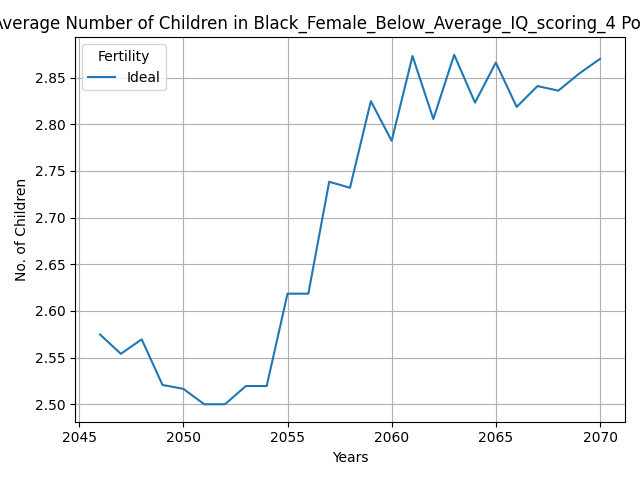 Average Number of Children in Black_Female_Below_Average_IQ_scoring_4 Po
Fertility
Ideal
2.85
2.80
2.75
2.70
2.65
2.60
2.55
2.50
No. of Children
2045 2050 2055 2060 2065 2070
Years